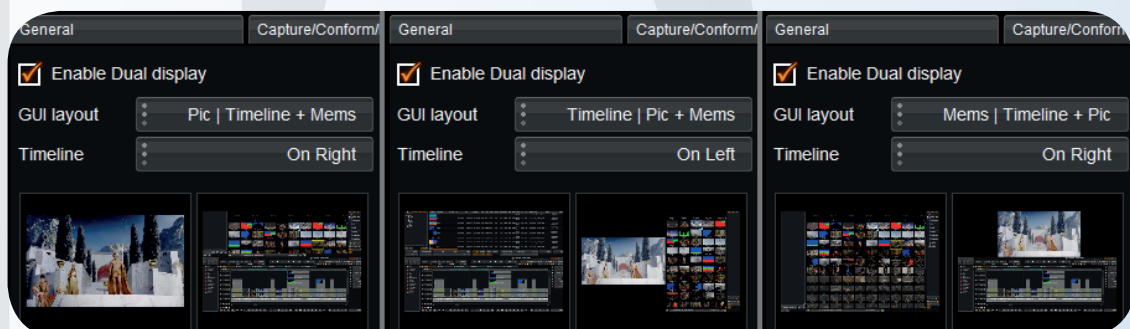 General
Capture/Conform/
Enable Dual display
GUI layout
Pic | Timeline + Mems
Timeline
On Right
General
Capture/Conform/
Enable Dual display
GUI layout
Timeline | Pic + Mems
Timeline
On Left
General
Capture/Conform
Enable Dual display
GUI layout
Mems | Timeline + Pic
Timeline
On Right